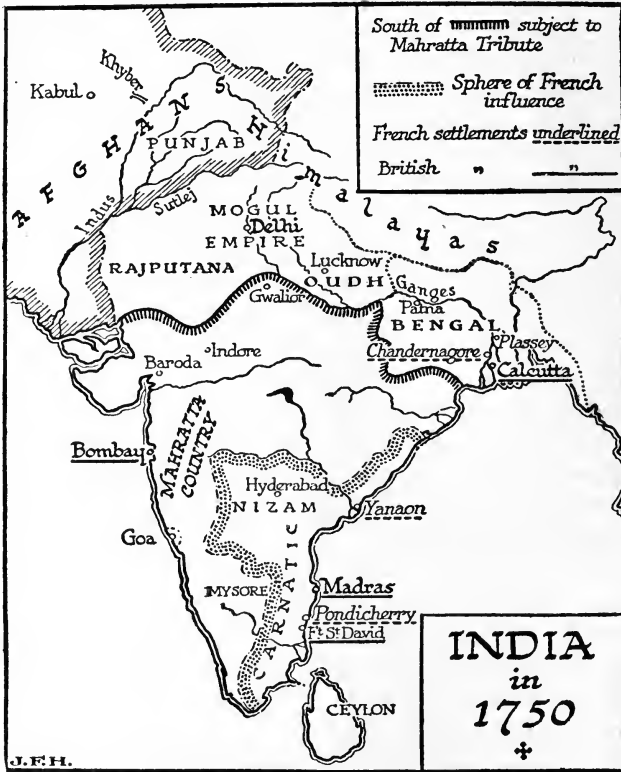 South of subject to
Mahratta Tribute
Sphere of French
influence
French settlements underlined
British " "
Khyber
Kabul
AFGHANS
PUNJAB
Himalayas
Indus
Sutlej
MOGUL
Delhi
EMPIRE
RAJPUTANA
Lucknow
OUDH
Ganges
Gwalior
Patna
BENGAL
Plassey
Chandernagore
Calcutta
Indore
Baroda
MAHRATTA
COUNTRY
Bombay
Hyderabad
NIZAM
Yanaon
Goa
CARNATIC
MYSORE
Madras
Pondicherry
Ft. St David
CEYLON
INDIA
in
1750
J.F.H.